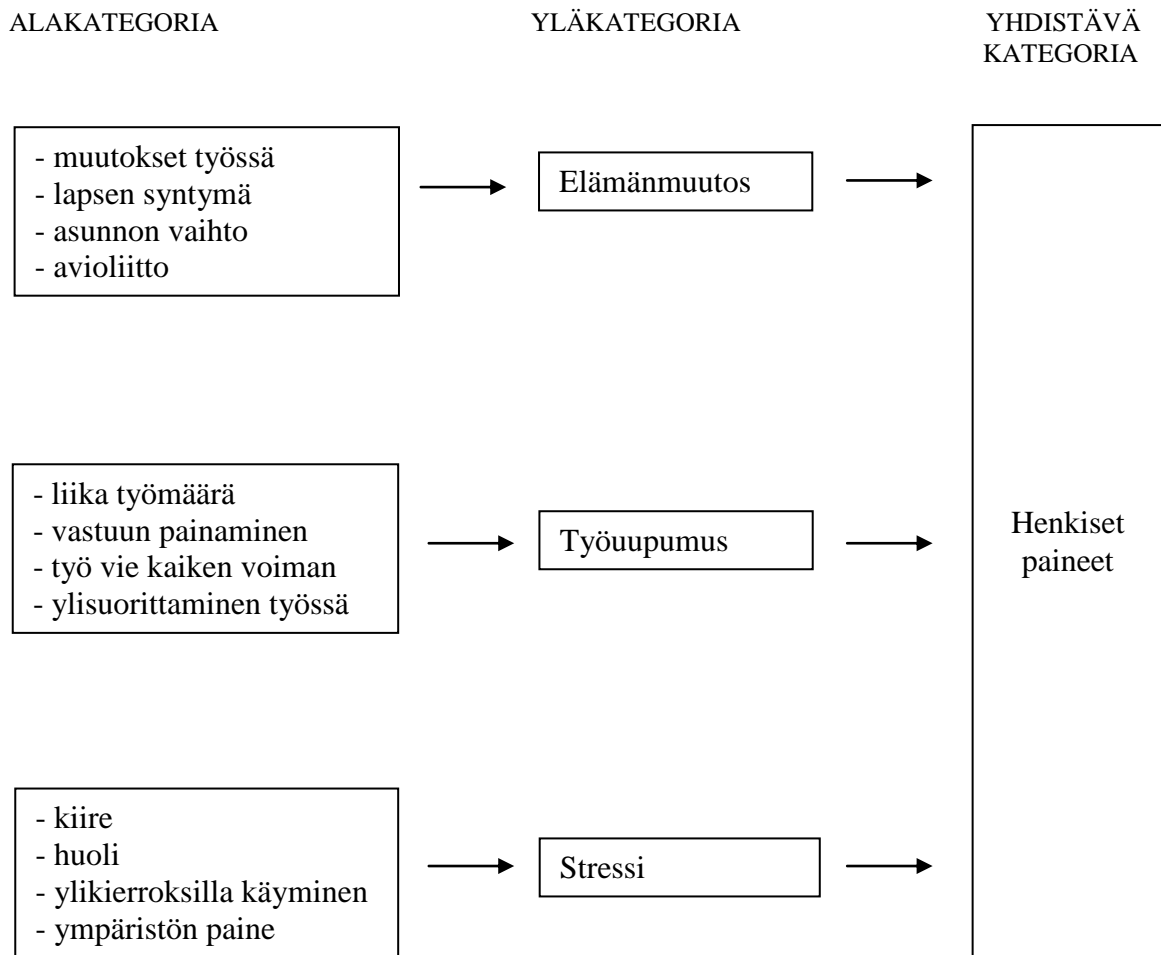 ALAKATEGORIA
YLÄKATEGORIA
YHDISTÄVÄ
KATEGORIA
- muutokset työssä
- lapsen syntymä
- asunnon vaihto
- avioliitto
Elämänmuutos
- liika työmäärä
- vastuun painaminen
- työ vie kaiken voiman
- ylisuorittaminen työssä
Työuupumus
Henkiset
paineet
- kiire
- huoli
- ylikierroksilla käyminen
- ympäristön paine
Stressi